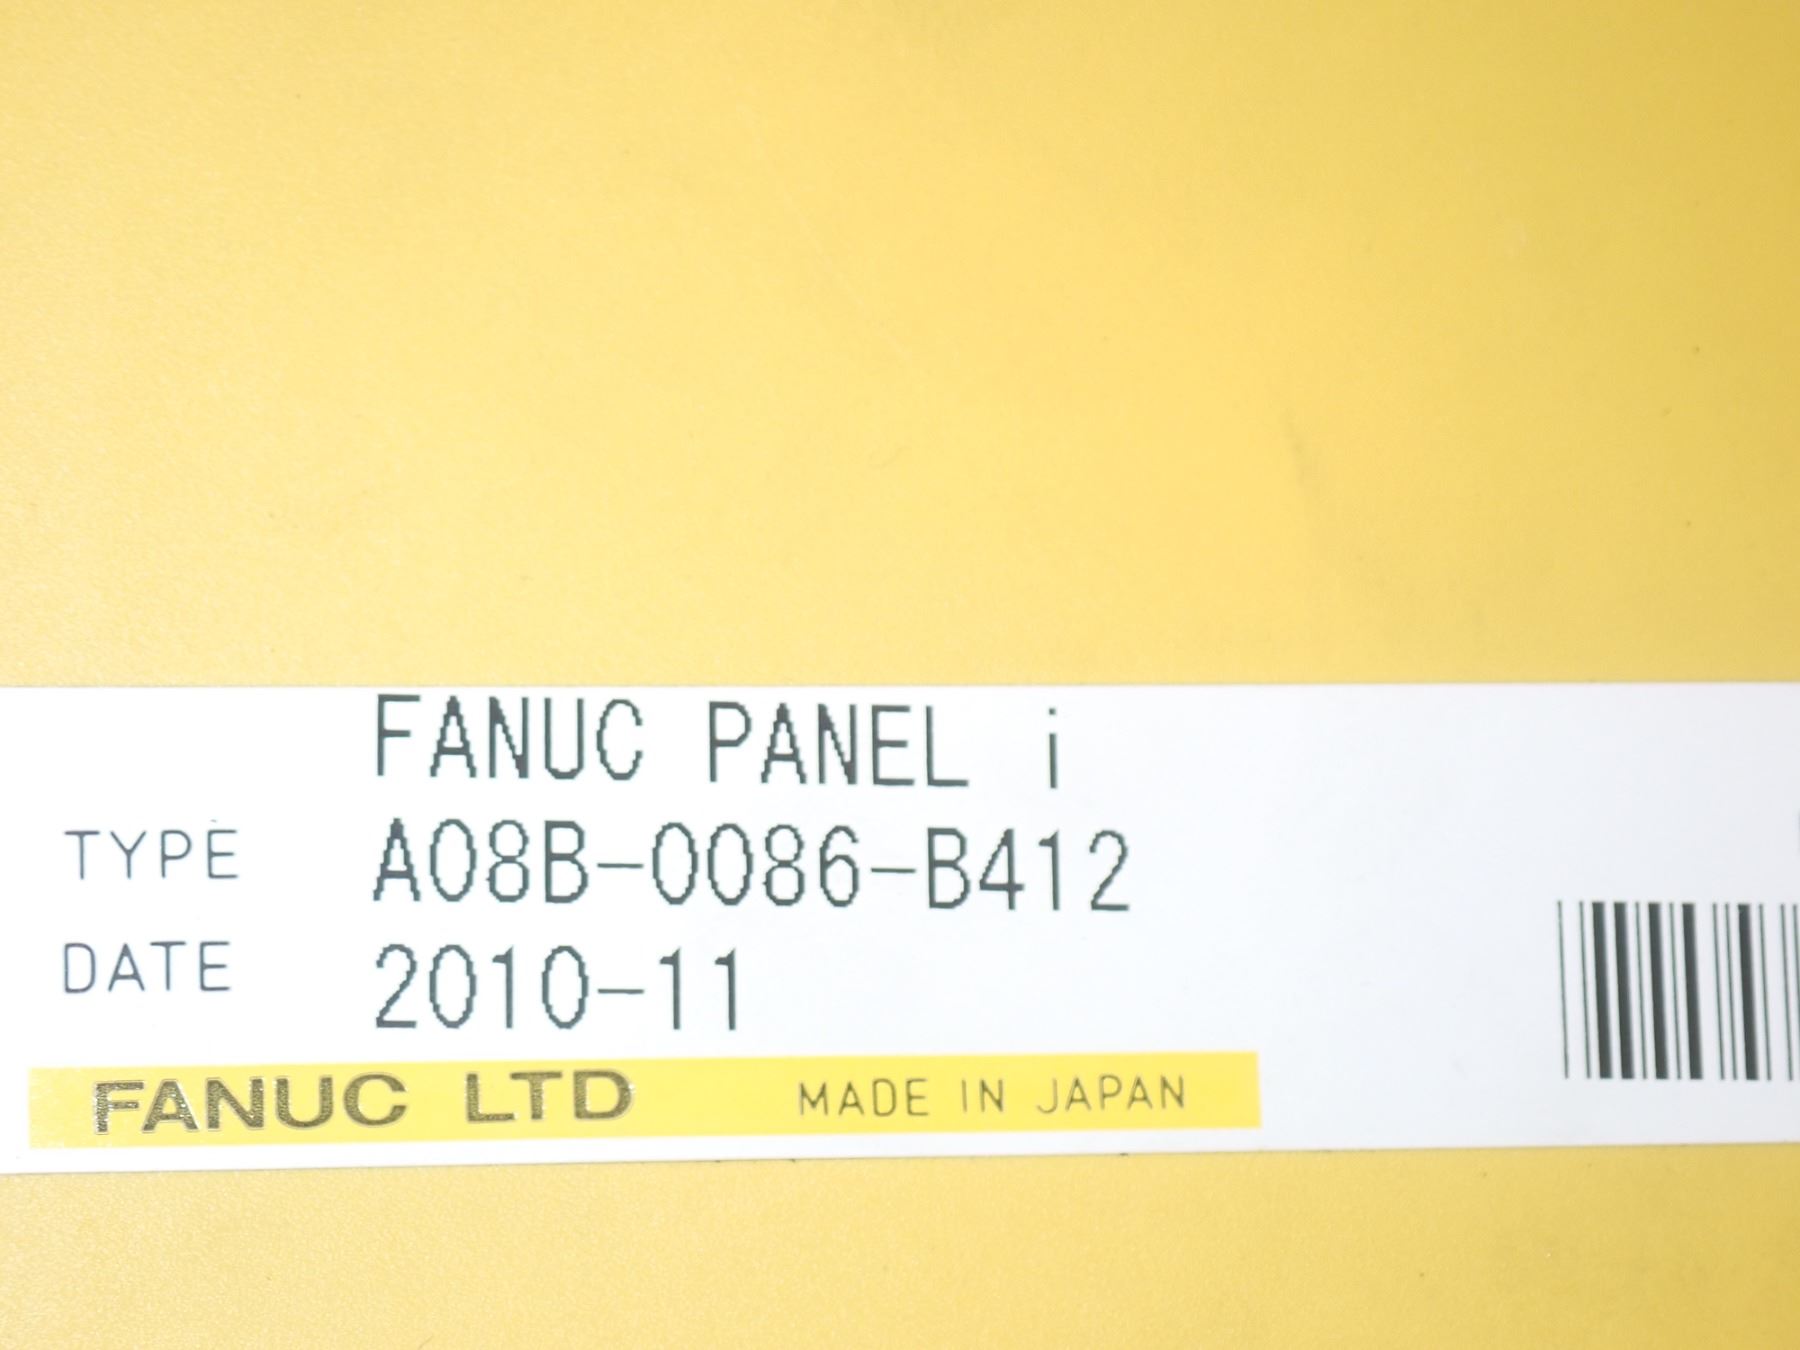 FANUC PANEL i
TYPE A08B-0086-B412
DATE 2010-11
FANUC LTD MADE IN JAPAN